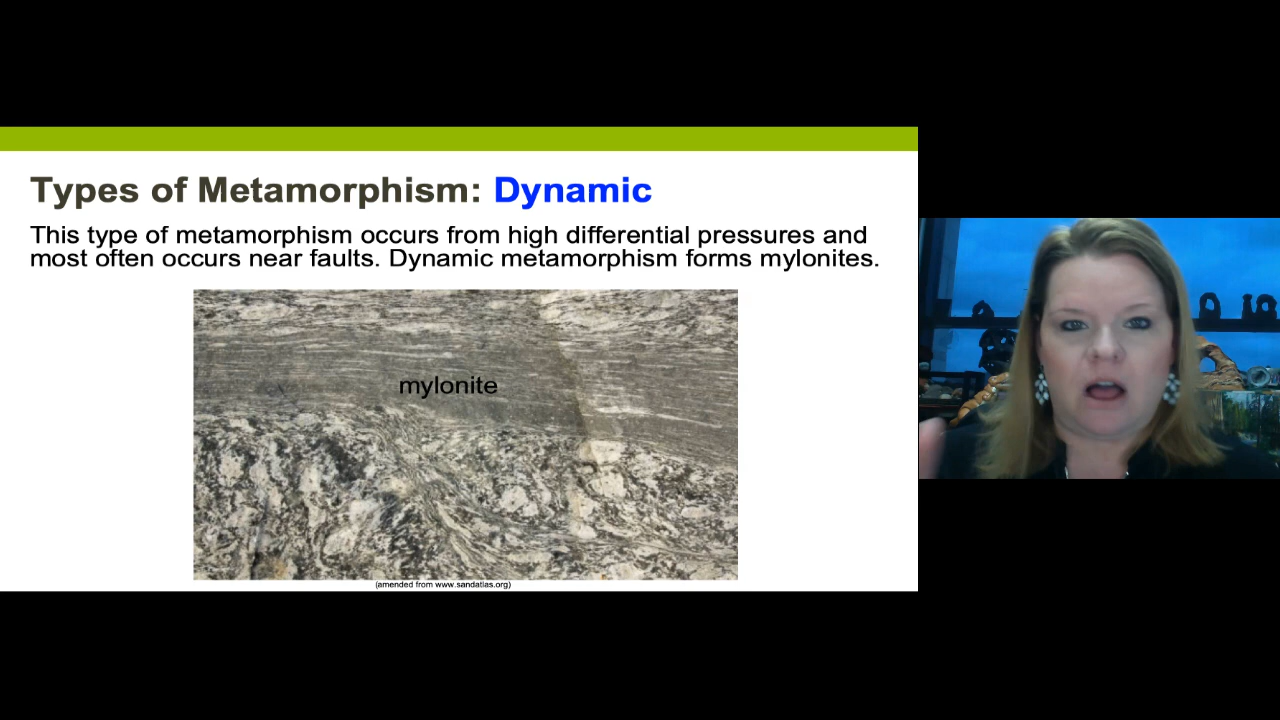 Types of Metamorphism: Dynamic
This type of metamorphism occurs from high differential pressures and
most often occurs near faults. Dynamic metamorphism forms mylonites.
mylonite
(amended from www.sandatlas.org)